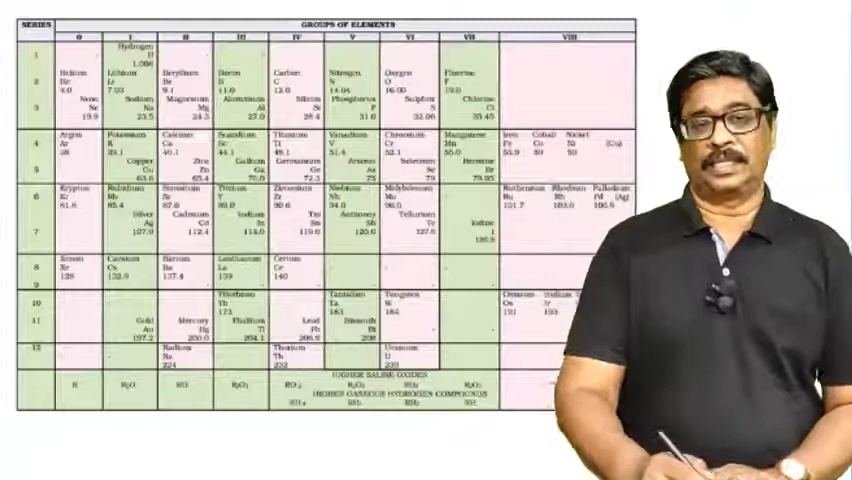 SERIES GROUPS OF ELEMENTS
0 I II III IV V VI VII VIII
1 Hydrogen
H
1.008
2 Helium Lithium Beryllium Boron Carbon Nitrogen Oxygen Fluorine
He Li Be B C N O F
4.0 7.03 9.1 11.0 12.0 14.04 16.00 19.0
3 Neon Sodium Magnesium Aluminium Silicon Phosphorus Sulphur Chlorine
Ne Na Mg Al Si P S Cl
19.9 23.5 24.3 27.0 28.4 31.0 32.06 35.45
4 Argon Potassium Calcium Scandium Titanium Vanadium Chromium Manganese Iron Cobalt Nickel
Ar K Ca Sc Ti V Cr Mn Fe Co Ni (Cu)
38 39.1 40.1 44.1 48.1 51.4 52.1 55.0 55.9 59 59
5 Copper Zinc Gallium Germanium Arsenic Selenium Bromine
Cu Zn Ga Ge As Se Br
63.6 65.4 70.0 72.3 75 79 79.95
6 Krypton Rubidium Strontium Yttrium Zirconium Niobium Molybdenum Ruthenium Rhodium Palladium
Kr Rb Sr Y Zr Nb Mo Ru Rh Pd (Ag)
81.8 85.4 87.6 89.0 90.6 94.0 96.0 101.7 103.0 106.5
7 Silver Cadmium Indium Tin Antimony Tellurium Iodine
Ag Cd In Sn Sb Te I
107.9 112.4 114.0 119.0 120.0 127.6 126.9
8 Xenon Caesium Barium Lanthanum Cerium
Xe Cs Ba La Ce
128 132.9 137.4 139 140
9
10 Ytterbium Tantalum Tungsten Osmium
Yb Ta W Os Ir
173 183 184 191 193
11 Gold Mercury Thallium Lead Bismuth
Au Hg Tl Pb Bi
197.2 200.0 204.1 206.9 208
12 Radium Thorium Uranium
Ra Th U
224 232 239
HIGHER SALINE OXIDES
R R₂O RO R₂O₃ RO₂ R₂O₅ RO₃ R₂O₇
HIGHER GASEOUS HYDROGEN COMPOUNDS
RH₄ RH₃ RH₂ RH